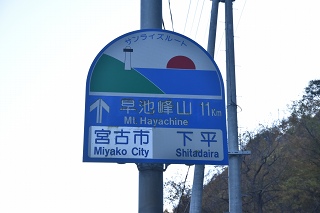 サンライズルート
早池峰山 11Km
Mt. Hayachine
宮古市 下平
Miyako City Shitadaira